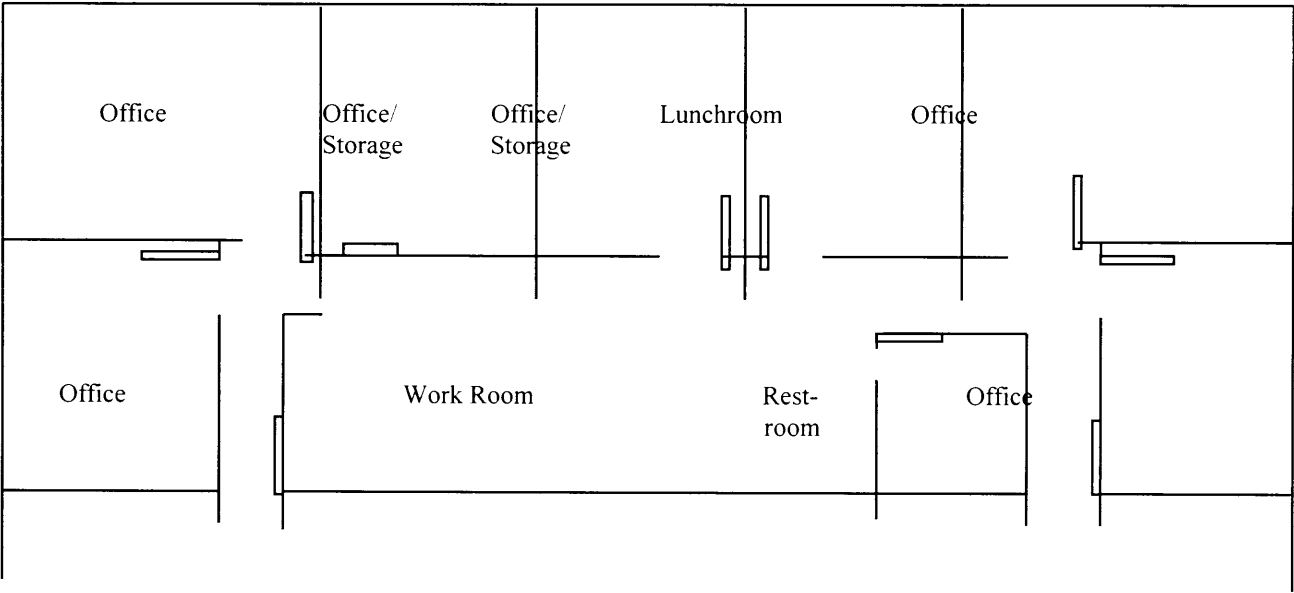 Office
Office/
Storage
Office/
Storage
Lunchroom
Office
Office
Work Room
Rest-
room
Office